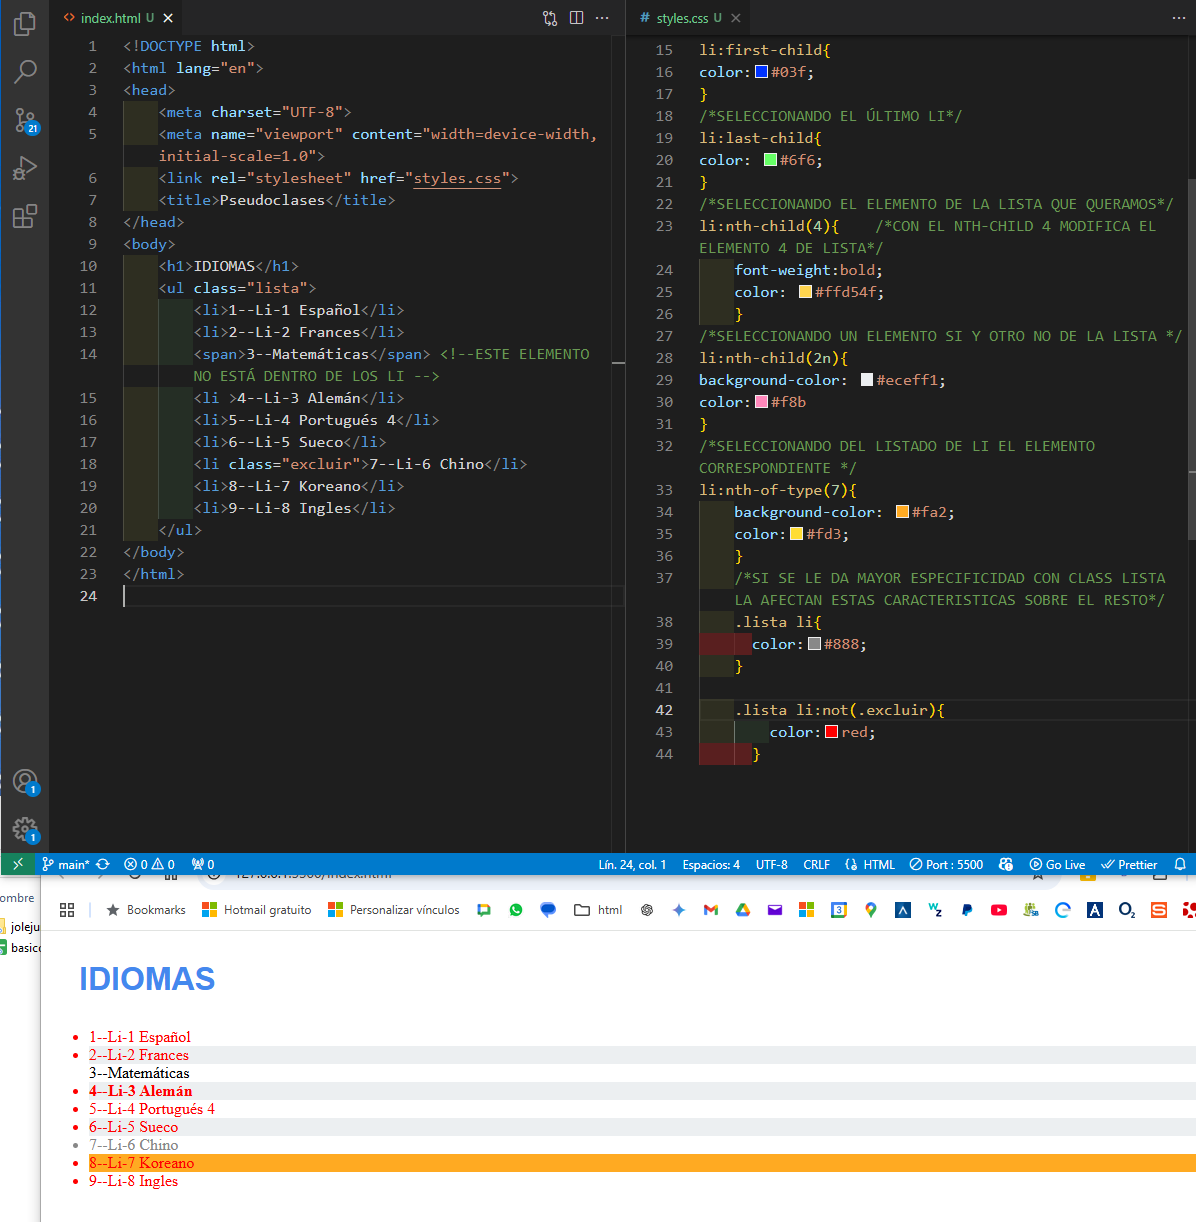 index.html U
styles.css U
1 <!DOCTYPE html>
2 <html lang="en">
3 <head>
4 <meta charset="UTF-8">
5 <meta name="viewport" content="width=device-width,
initial-scale=1.0">
6 <link rel="stylesheet" href="styles.css">
7 <title>Pseudoclases</title>
8 </head>
9 <body>
10 <h1>IDIOMAS</h1>
11 <ul class="lista">
12 <li>1--Li-1 Español</li>
13 <li>2--Li-2 Frances</li>
14 <span>3--Matemáticas</span> <!--ESTE ELEMENTO
NO ESTÁ DENTRO DE LOS LI -->
15 <li >4--Li-3 Alemán</li>
16 <li>5--Li-4 Portugués 4</li>
17 <li>6--Li-5 Sueco</li>
18 <li class="excluir">7--Li-6 Chino</li>
19 <li>8--Li-7 Koreano</li>
20 <li>9--Li-8 Ingles</li>
21 </ul>
22 </body>
23 </html>
24
15 li:first-child{
16 color: #03f;
17 }
18 /*SELECCIONANDO EL ÚLTIMO LI*/
19 li:last-child{
20 color: #6f6;
21 }
22 /*SELECCIONANDO EL ELEMENTO DE LA LISTA QUE QUERAMOS*/
23 li:nth-child(4){ /*CON EL NTH-CHILD 4 MODIFICA EL
ELEMENTO 4 DE LISTA*/
24 font-weight:bold;
25 color: #ffd54f;
26 }
27 /*SELECCIONANDO UN ELEMENTO SI Y OTRO NO DE LA LISTA */
28 li:nth-child(2n){
29 background-color: #eceff1;
30 color: #f8b
31 }
32 /*SELECCIONANDO DEL LISTADO DE LI EL ELEMENTO
CORRESPONDIENTE */
33 li:nth-of-type(7){
34 background-color: #fa2;
35 color: #fd3;
36 }
37 /*SI SE LE DA MAYOR ESPECIFICIDAD CON CLASS LISTA
LA AFECTAN ESTAS CARACTERISTICAS SOBRE EL RESTO*/
38 .lista li{
39 color: #888;
40 }
41
42 .lista li:not(.excluir){
43 color: red;
44 }
21
1
1
main* 0 0 0 Lín. 24, col. 1 Espacios: 4 UTF-8 CRLF HTML Port : 5500 Go Live Prettier
ombre
joleju
basico
Bookmarks Hotmail gratuito Personalizar vínculos html
IDIOMAS
1--Li-1 Español
2--Li-2 Frances
3--Matemáticas
4--Li-3 Alemán
5--Li-4 Portugués 4
6--Li-5 Sueco
7--Li-6 Chino
8--Li-7 Koreano
9--Li-8 Ingles